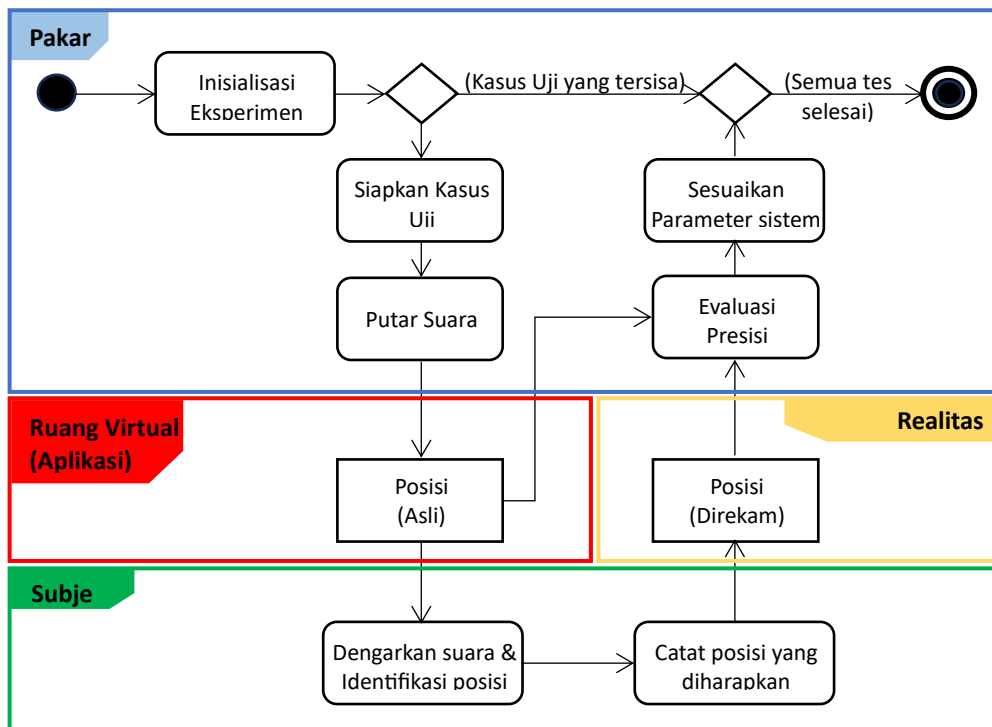 Pakar
Inisialisasi
Eksperimen
(Kasus Uji yang tersisa)
(Semua tes
selesai)
Siapkan Kasus
Uji
Sesuaikan
Parameter sistem
Putar Suara
Evaluasi
Presisi
Ruang Virtual
(Aplikasi)
Realitas
Posisi
(Asli)
Posisi
(Direkam)
Subje
Dengarkan suara &
Identifikasi posisi
Catat posisi yang
diharapkan